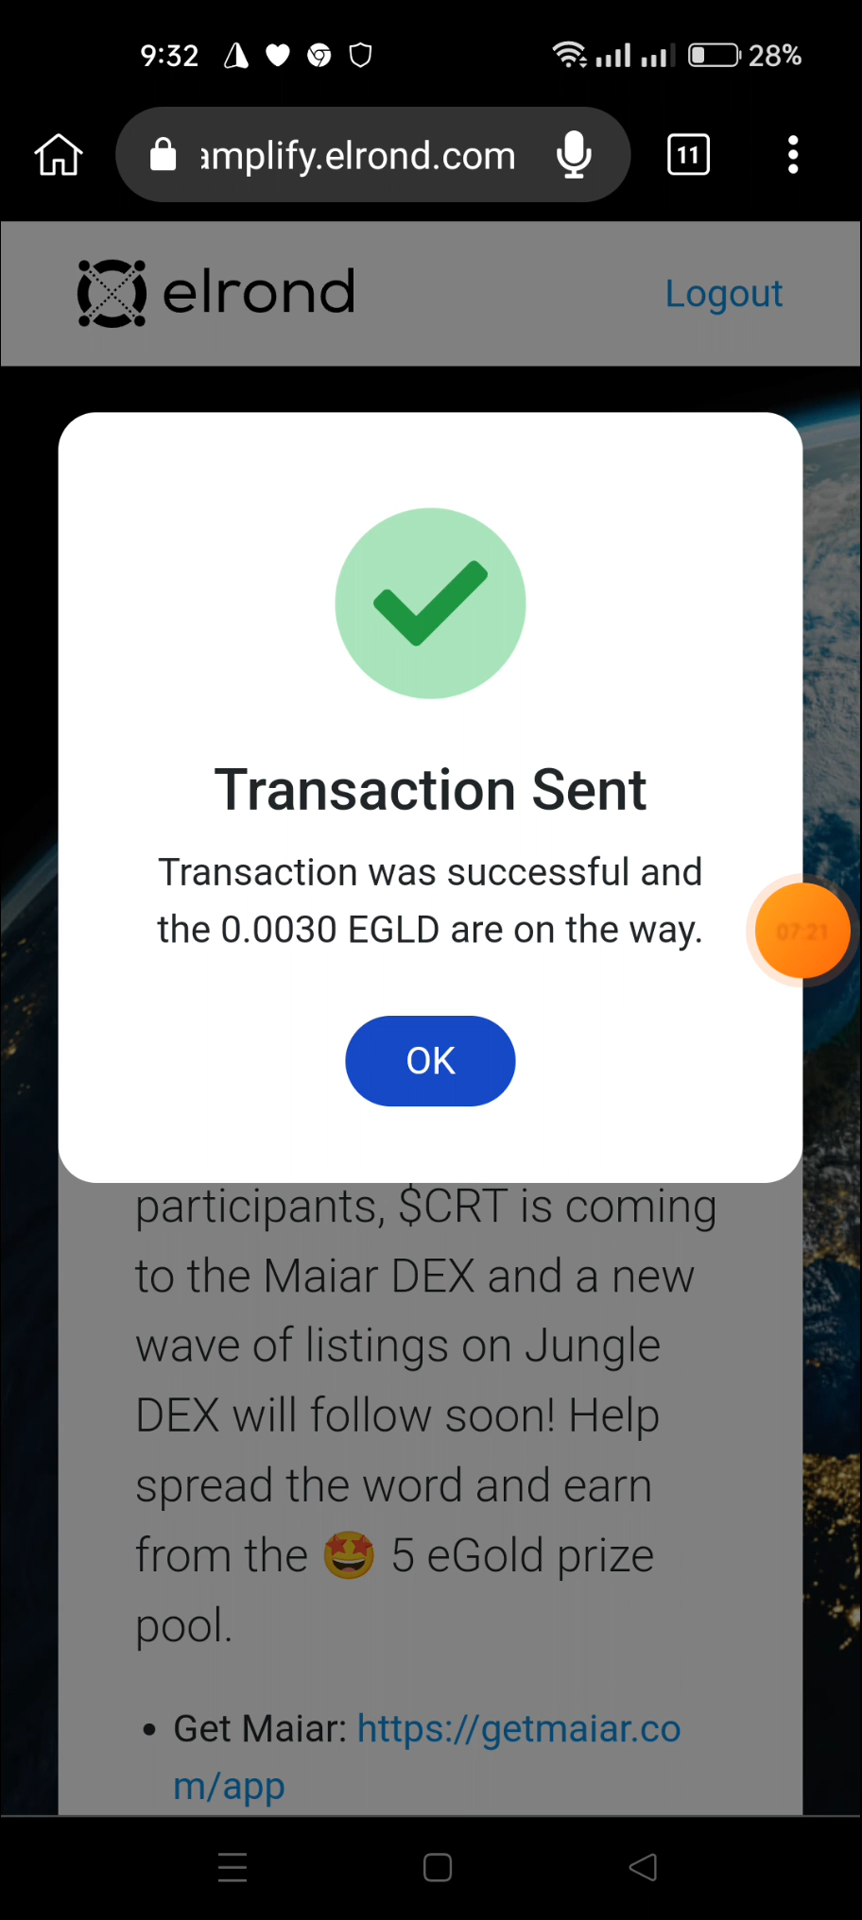 9:32
28%
amplify.elrond.com
11
elrond
Logout
Transaction Sent
Transaction was successful and
the 0.0030 EGLD are on the way.
07:21
OK
participants, $CRT is coming
to the Maiar DEX and a new
wave of listings on Jungle
DEX will follow soon! Help
spread the word and earn
from the 🤩 5 eGold prize
pool.
• Get Maiar: https://getmaiar.co
m/app